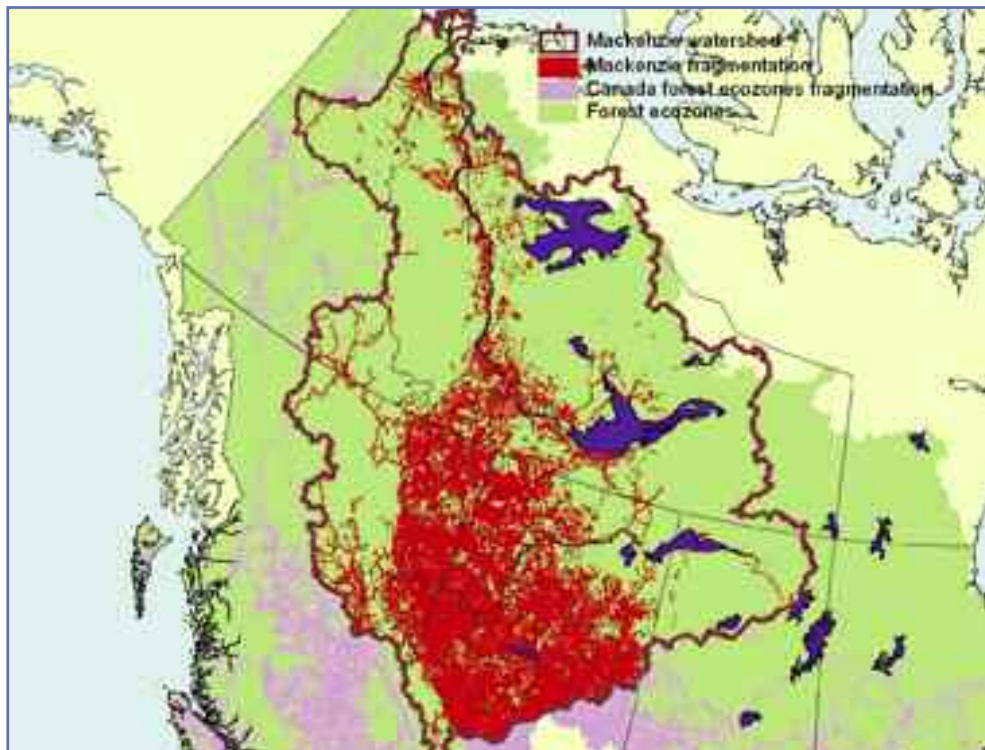 Mackenzie watershed
Mackenzie fragmentation
Canada forest ecozones fragmentation
Forest ecozones